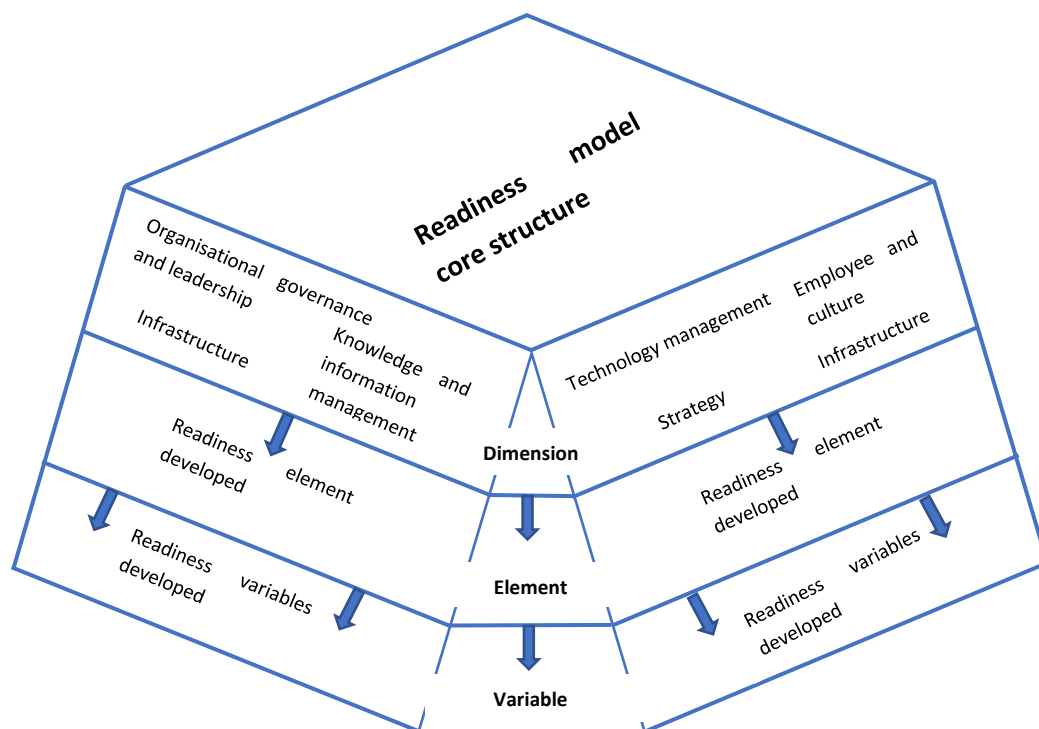 Readiness model
core structure
Organisational governance
and leadership
Infrastructure
Knowledge and
information
management
Technology management
Employee and
culture
Strategy
Infrastructure
Dimension
Readiness element
developed
Readiness element
developed
Element
Readiness variables
developed
Readiness variables
developed
Variable